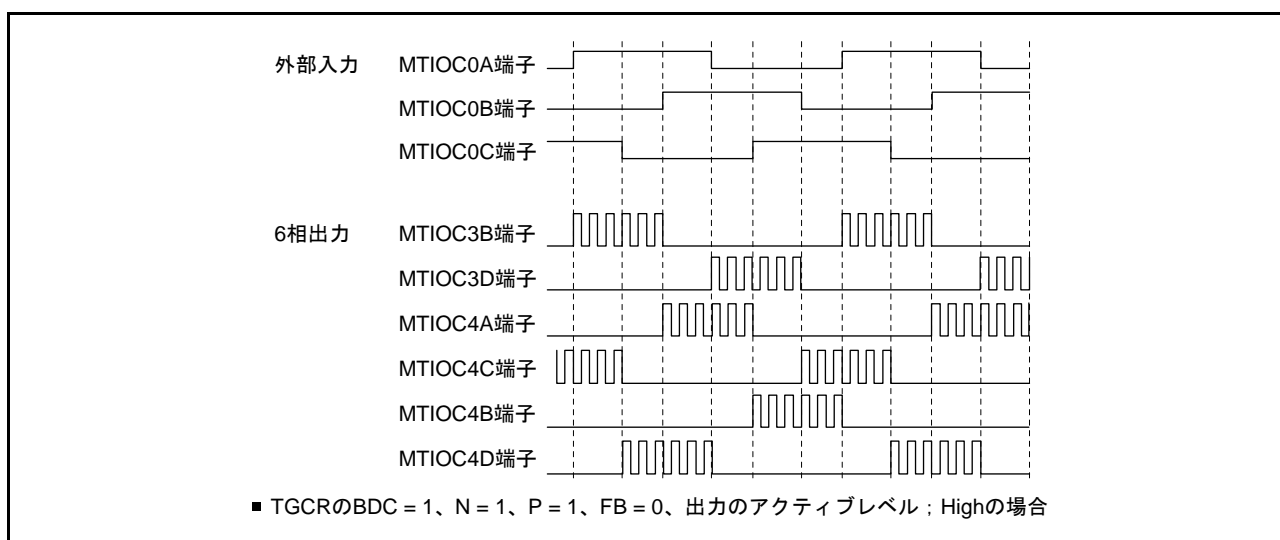 外部入力 MTIOC0A端子
MTIOC0B端子
MTIOC0C端子
6相出力 MTIOC3B端子
MTIOC3D端子
MTIOC4A端子
MTIOC4C端子
MTIOC4B端子
MTIOC4D端子
■ TGCRのBDC = 1、N = 1、P = 1、FB = 0、出力のアクティブレベル;Highの場合